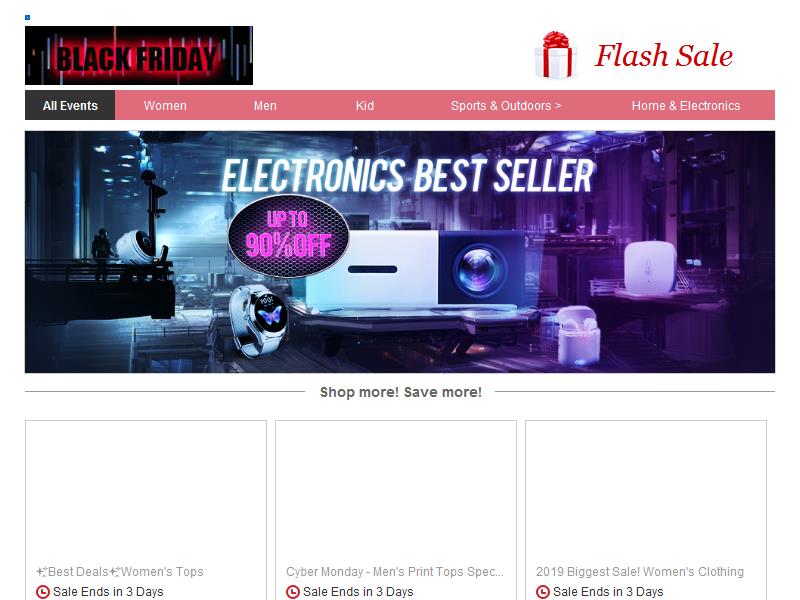 BLACK FRIDAY
Flash Sale
All Events Women Men Kid Sports & Outdoors > Home & Electronics
ELECTRONICS BEST SELLER
UP TO
90% OFF
Shop more! Save more!
✨Best Deals✨Women's Tops
Sale Ends in 3 Days
Cyber Monday - Men's Print Tops Spec...
Sale Ends in 3 Days
2019 Biggest Sale! Women's Clothing
Sale Ends in 3 Days